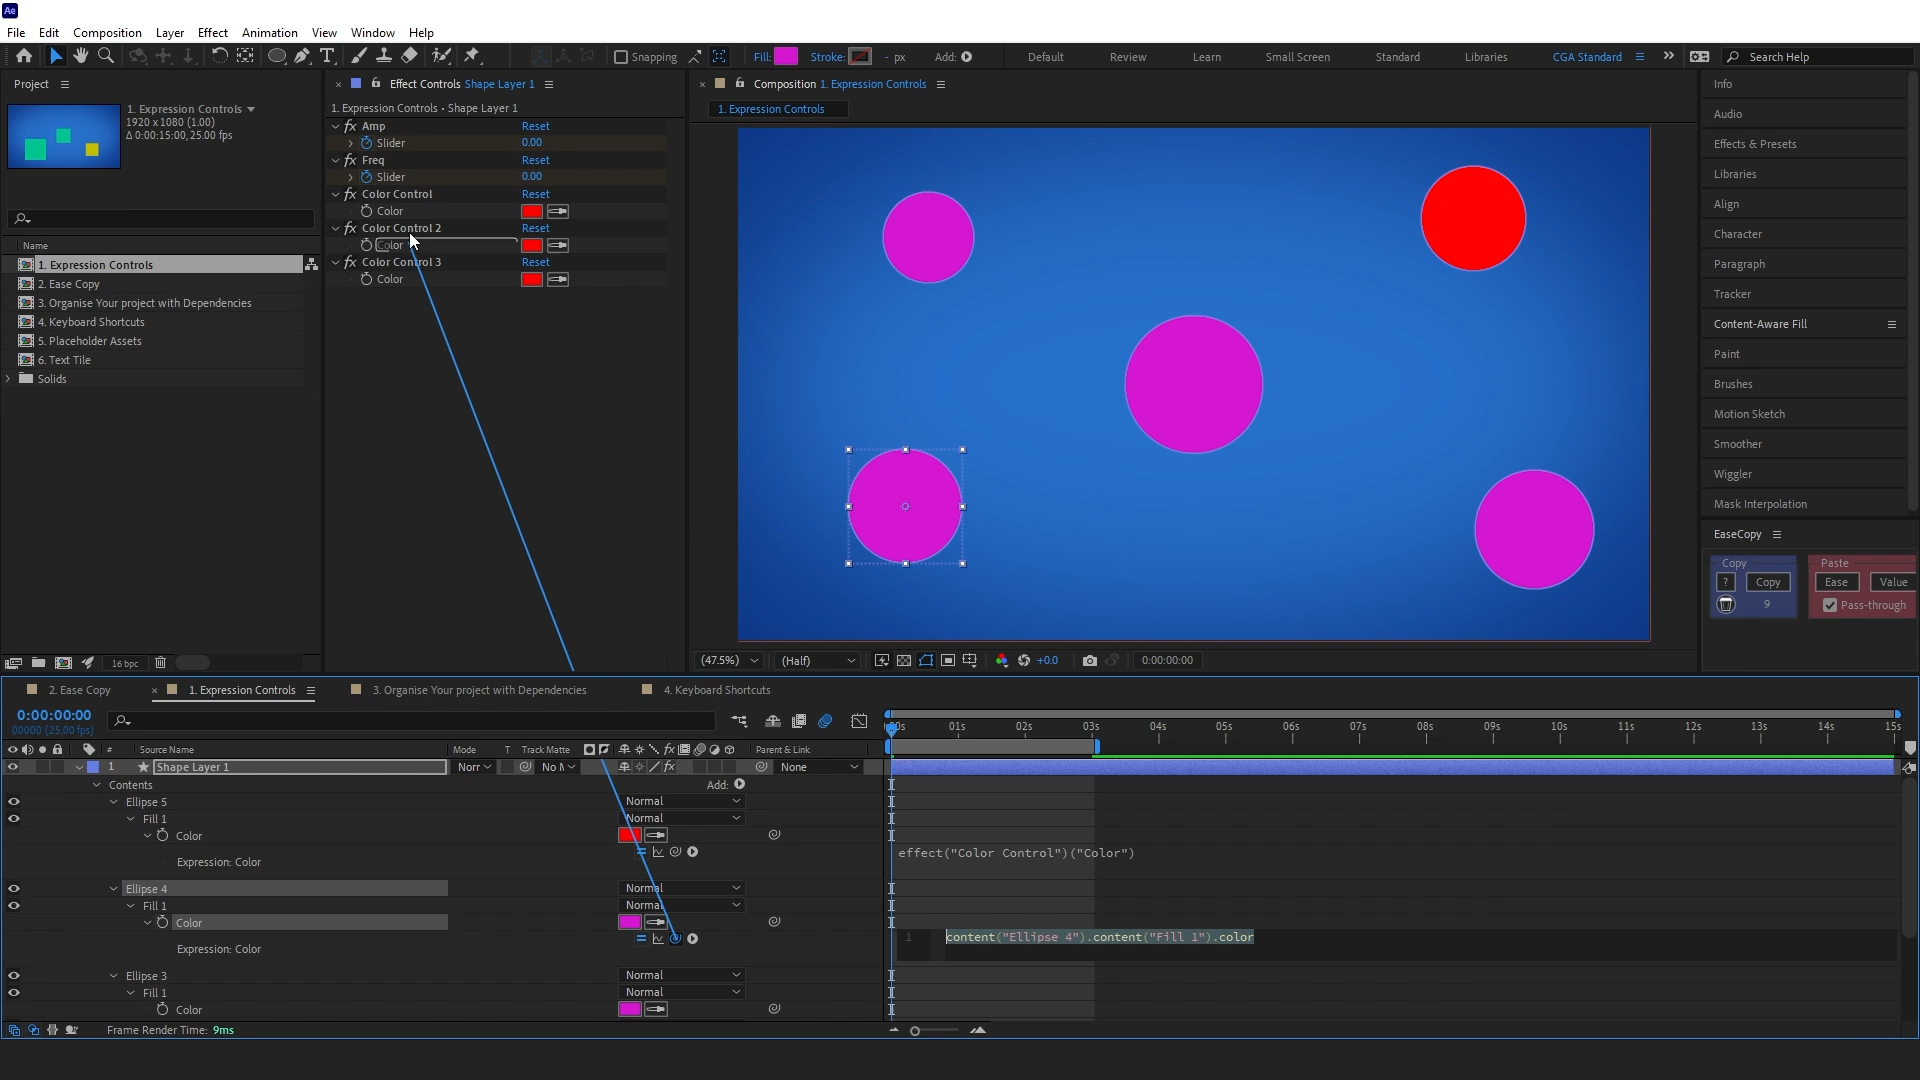 Ae
File Edit Composition Layer Effect Animation View Window Help
Snapping Fill: Stroke: - px Add: Default Review Learn Small Screen Standard Libraries CGA Standard Search Help
Project
1. Expression Controls
1920 x 1080 (1.00)
Δ 0:00:15:00, 25.00 fps
Name
1. Expression Controls
2. Ease Copy
3. Organise Your project with Dependencies
4. Keyboard Shortcuts
5. Placeholder Assets
6. Text Tile
Solids
16 bpc
Effect Controls Shape Layer 1
1. Expression Controls • Shape Layer 1
fx Amp Reset
Slider 0.00
fx Freq Reset
Slider 0.00
fx Color Control Reset
Color
fx Color Control 2 Reset
Color
fx Color Control 3 Reset
Color
Composition 1. Expression Controls
1. Expression Controls
(47.5%) (Half) +0.0 0:00:00:00
Info
Audio
Effects & Presets
Libraries
Align
Character
Paragraph
Tracker
Content-Aware Fill
Paint
Brushes
Motion Sketch
Smoother
Wiggler
Mask Interpolation
EaseCopy
Copy Paste
? Copy Ease Value
9 Pass-through
2. Ease Copy 1. Expression Controls 3. Organise Your project with Dependencies 4. Keyboard Shortcuts
0:00:00:00
00000 (25.00 fps)
:00s 01s 02s 03s 04s 05s 06s 07s 08s 09s 10s 11s 12s 13s 14s 15s
# Source Name Mode T Track Matte fx Parent & Link
1 Shape Layer 1 Norr No M fx None
Contents Add:
Ellipse 5 Normal
Fill 1 Normal
Color
Expression: Color effect("Color Control")("Color")
Ellipse 4 Normal
Fill 1 Normal
Color
Expression: Color 1 content("Ellipse 4").content("Fill 1").color
Ellipse 3 Normal
Fill 1 Normal
Color
Frame Render Time: 9ms